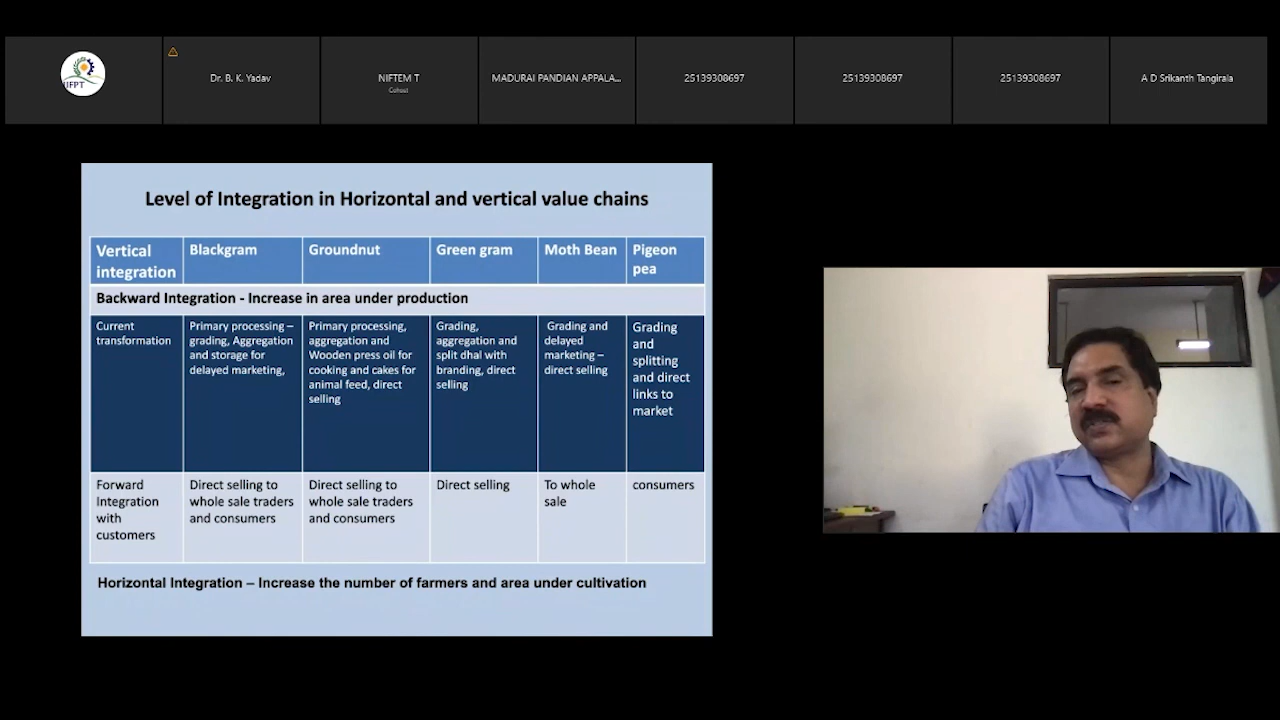 IIFPT
Dr. B. K. Yadav
NIFTEM T
Cohost
MADURAI PANDIAN APPALA...
25139308697
25139308697
25139308697
A D Srikanth Tangirala
Level of Integration in Horizontal and vertical value chains
Vertical
integration
Blackgram
Groundnut
Green gram
Moth Bean
Pigeon
pea
Backward Integration - Increase in area under production
Current
transformation
Primary processing –
grading, Aggregation
and storage for
delayed marketing,
Primary processing,
aggregation and
Wooden press oil for
cooking and cakes for
animal feed, direct
selling
Grading,
aggregation and
split dhal with
branding, direct
selling
Grading and
delayed
marketing –
direct selling
Grading
and
splitting
and direct
links to
market
Forward
Integration
with
customers
Direct selling to
whole sale traders
and consumers
Direct selling to
whole sale traders
and consumers
Direct selling
To whole
sale
consumers
Horizontal Integration – Increase the number of farmers and area under cultivation